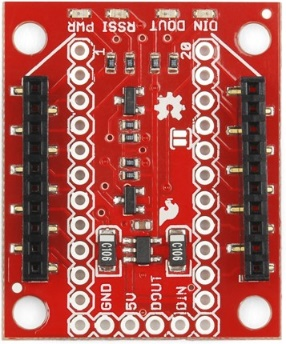 PWR RSSI DOUT DIN
1 20
C106 C106
GND 5V DOUT DIN